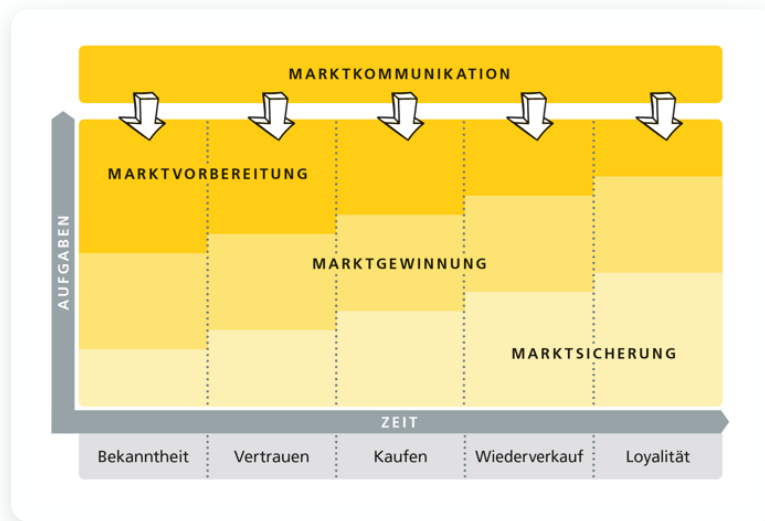 MARKTKOMMUNIKATION
MARKTVORBEREITUNG
MARKTGEWINNUNG
MARKTSICHERUNG
AUFGABEN
ZEIT
Bekanntheit Vertrauen Kaufen Wiederverkauf Loyalität